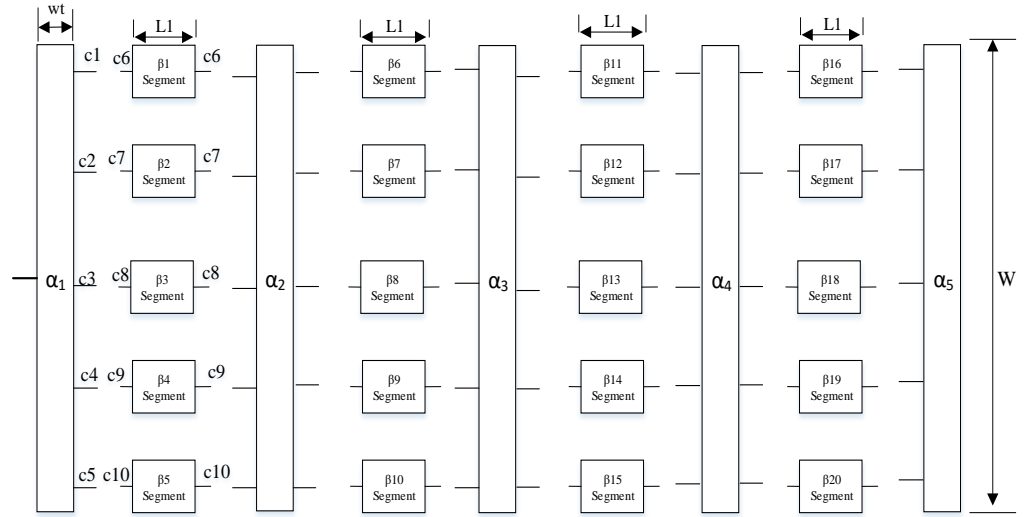 wt L1 L1 L1 L1
c1 c6 β1 c6 β6 β11 β16
Segment Segment Segment Segment
c2 c7 β2 c7 β7 β12 β17
Segment Segment Segment Segment
α1 c3 c8 β3 c8 α2 β8 α3 β13 α4 β18 α5 W
Segment Segment Segment Segment
c4 c9 β4 c9 β9 β14 β19
Segment Segment Segment Segment
c5 c10 β5 c10 β10 β15 β20
Segment Segment Segment Segment